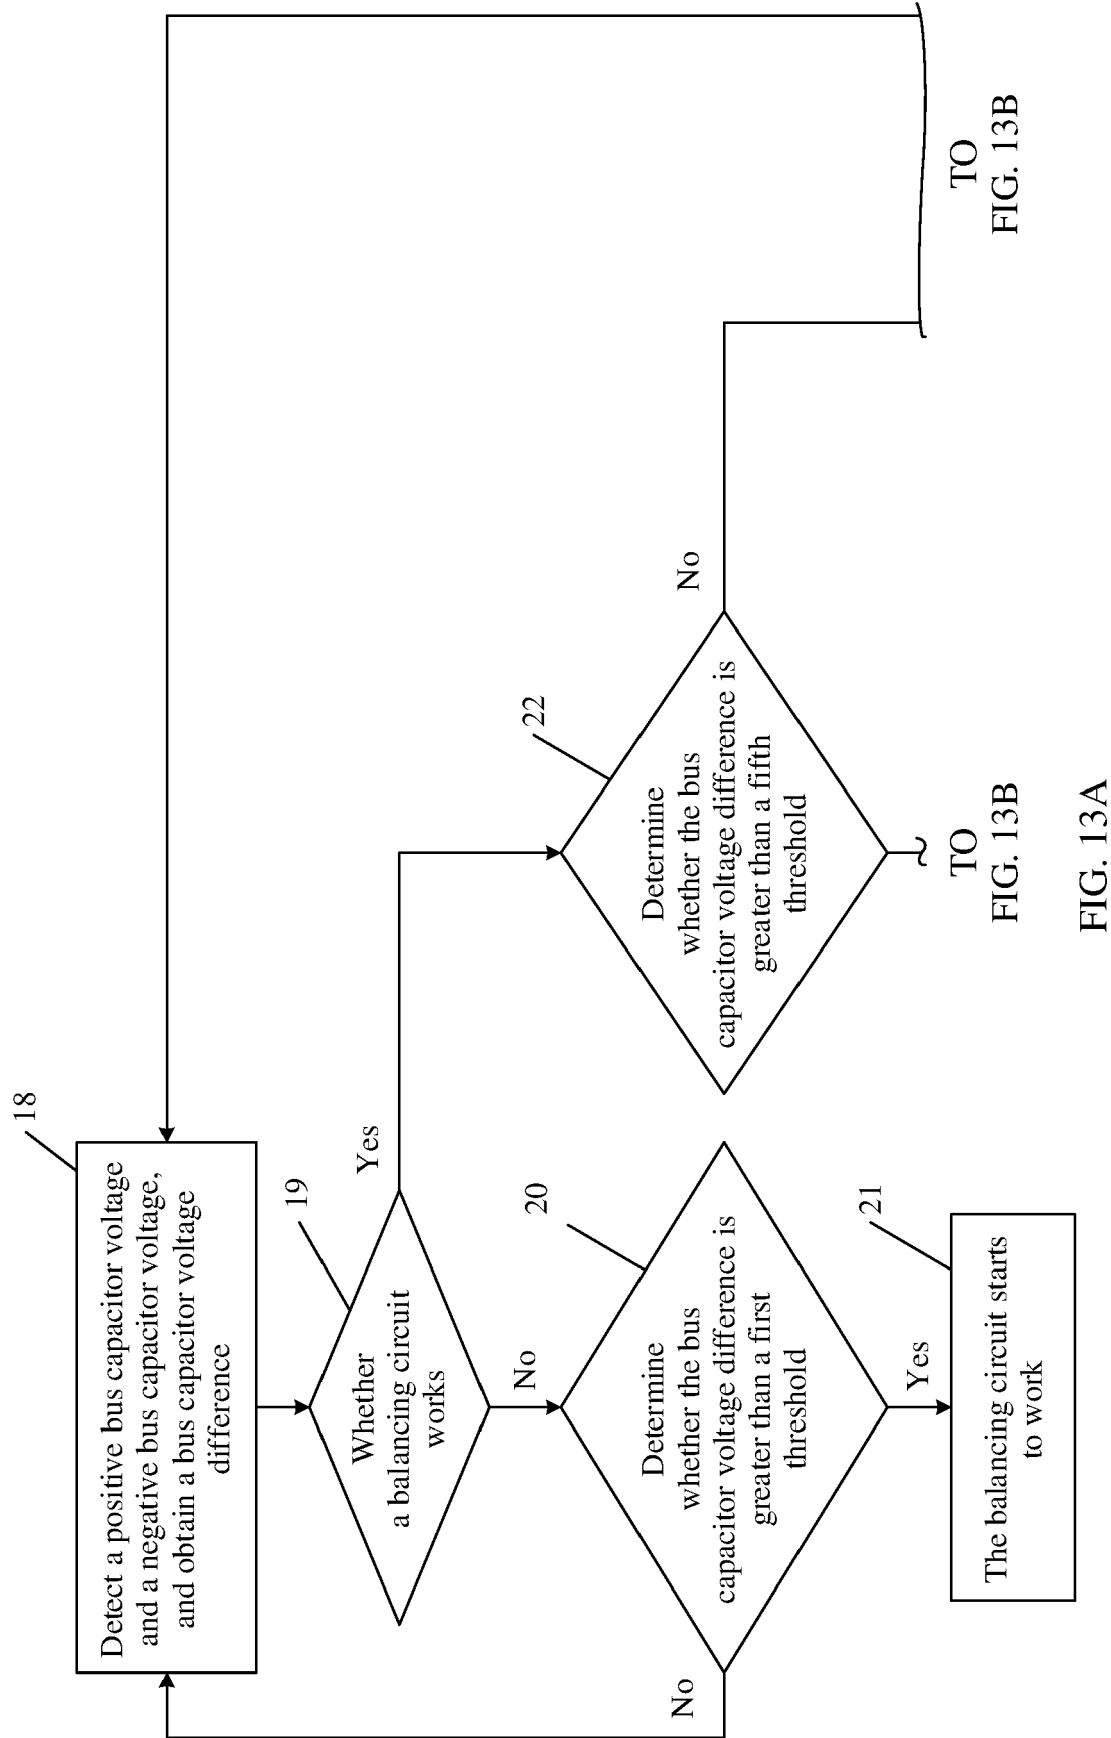 18
Detect a positive bus capacitor voltage
and a negative bus capacitor voltage,
and obtain a bus capacitor voltage
difference
19
Whether
a balancing circuit
works
Yes
No
20
Determine
whether the bus
capacitor voltage difference is
greater than a first
threshold
No
Yes
21
The balancing circuit starts
to work
22
Determine
whether the bus
capacitor voltage difference is
greater than a fifth
threshold
No
TO
FIG. 13B
TO
FIG. 13B
FIG. 13A